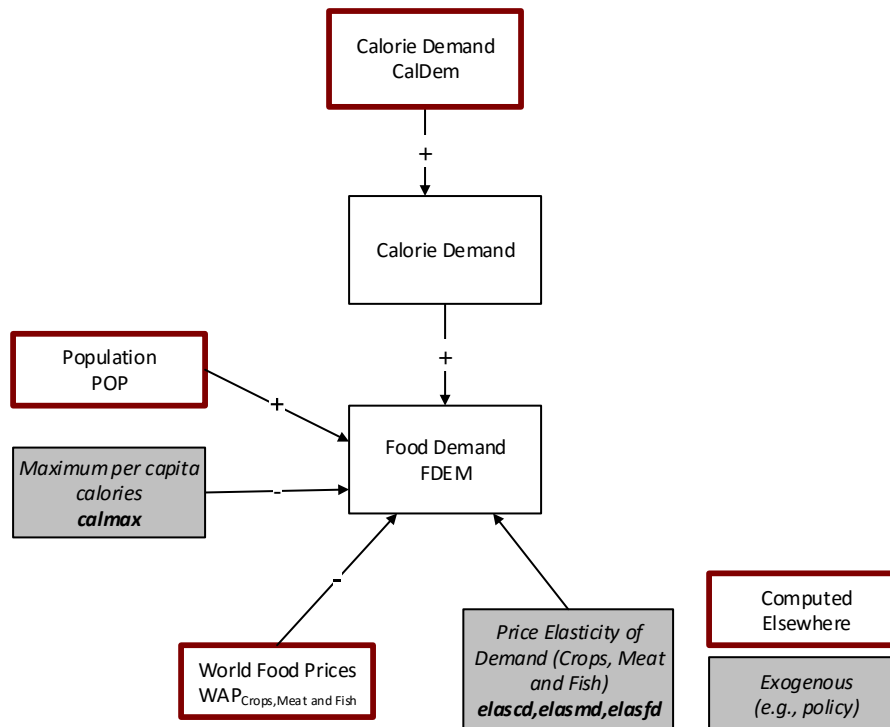 Calorie Demand
CalDem
+
Calorie Demand
+
Population
POP
+
Maximum per capita
calories
calmax
-
Food Demand
FDEM
-
World Food Prices
WAPCrops,Meat and Fish
Price Elasticity of
Demand (Crops, Meat
and Fish)
elascd,elasmd,elasfd
Computed
Elsewhere
Exogenous
(e.g., policy)